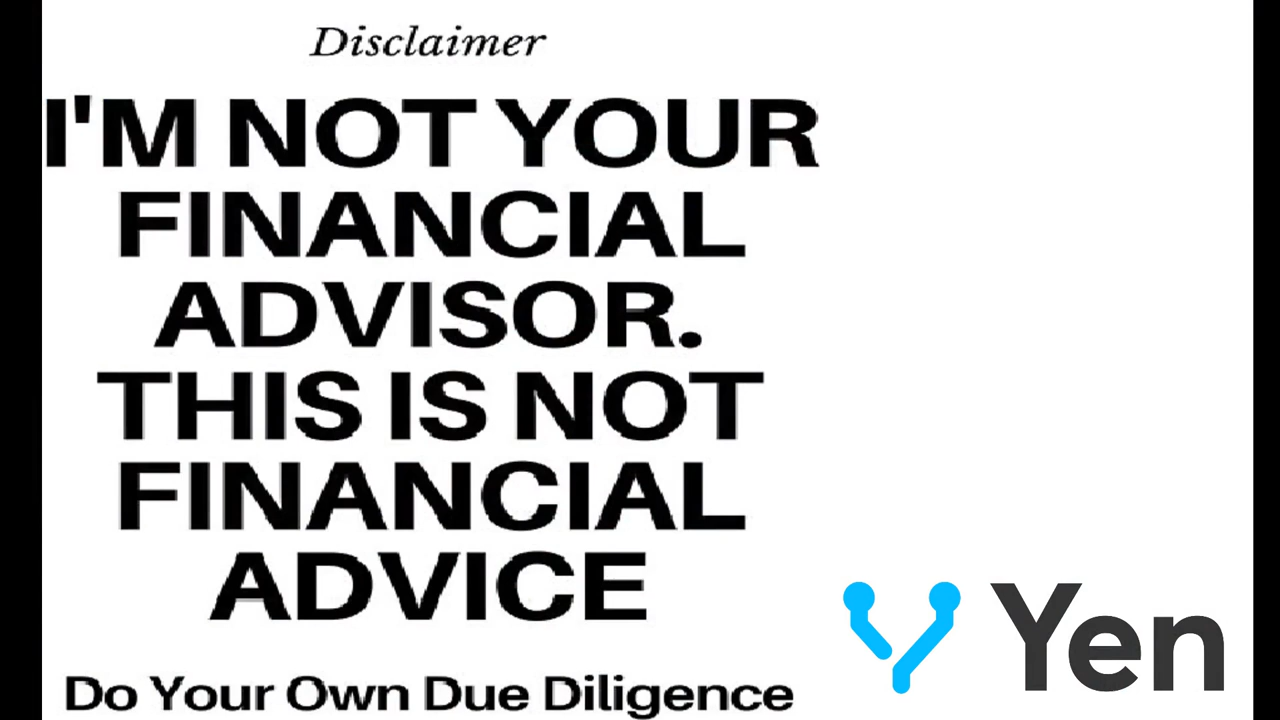 Disclaimer
I'M NOT YOUR
FINANCIAL
ADVISOR.
THIS IS NOT
FINANCIAL
ADVICE
Do Your Own Due Diligence
Yen